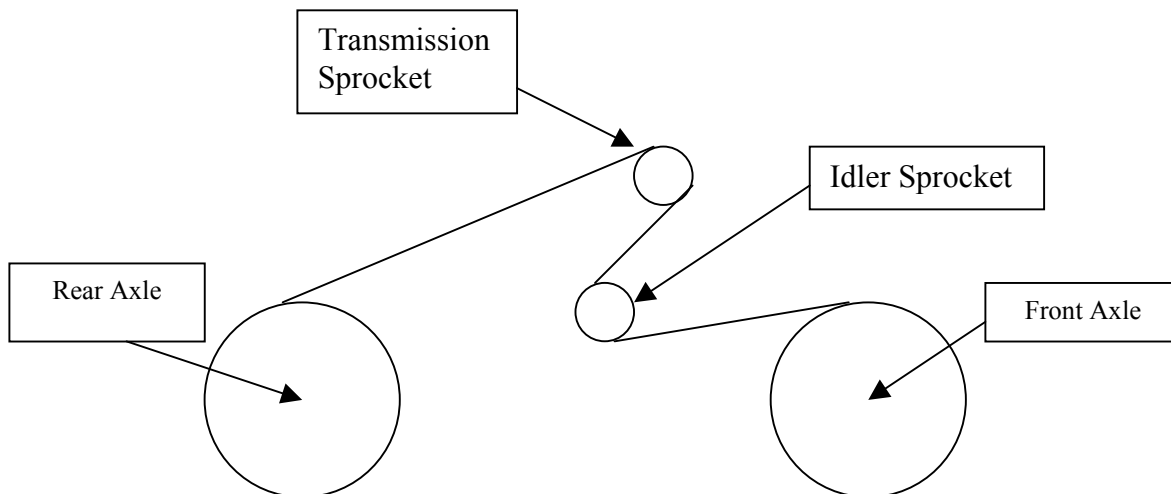 Transmission
Sprocket
Idler Sprocket
Rear Axle
Front Axle